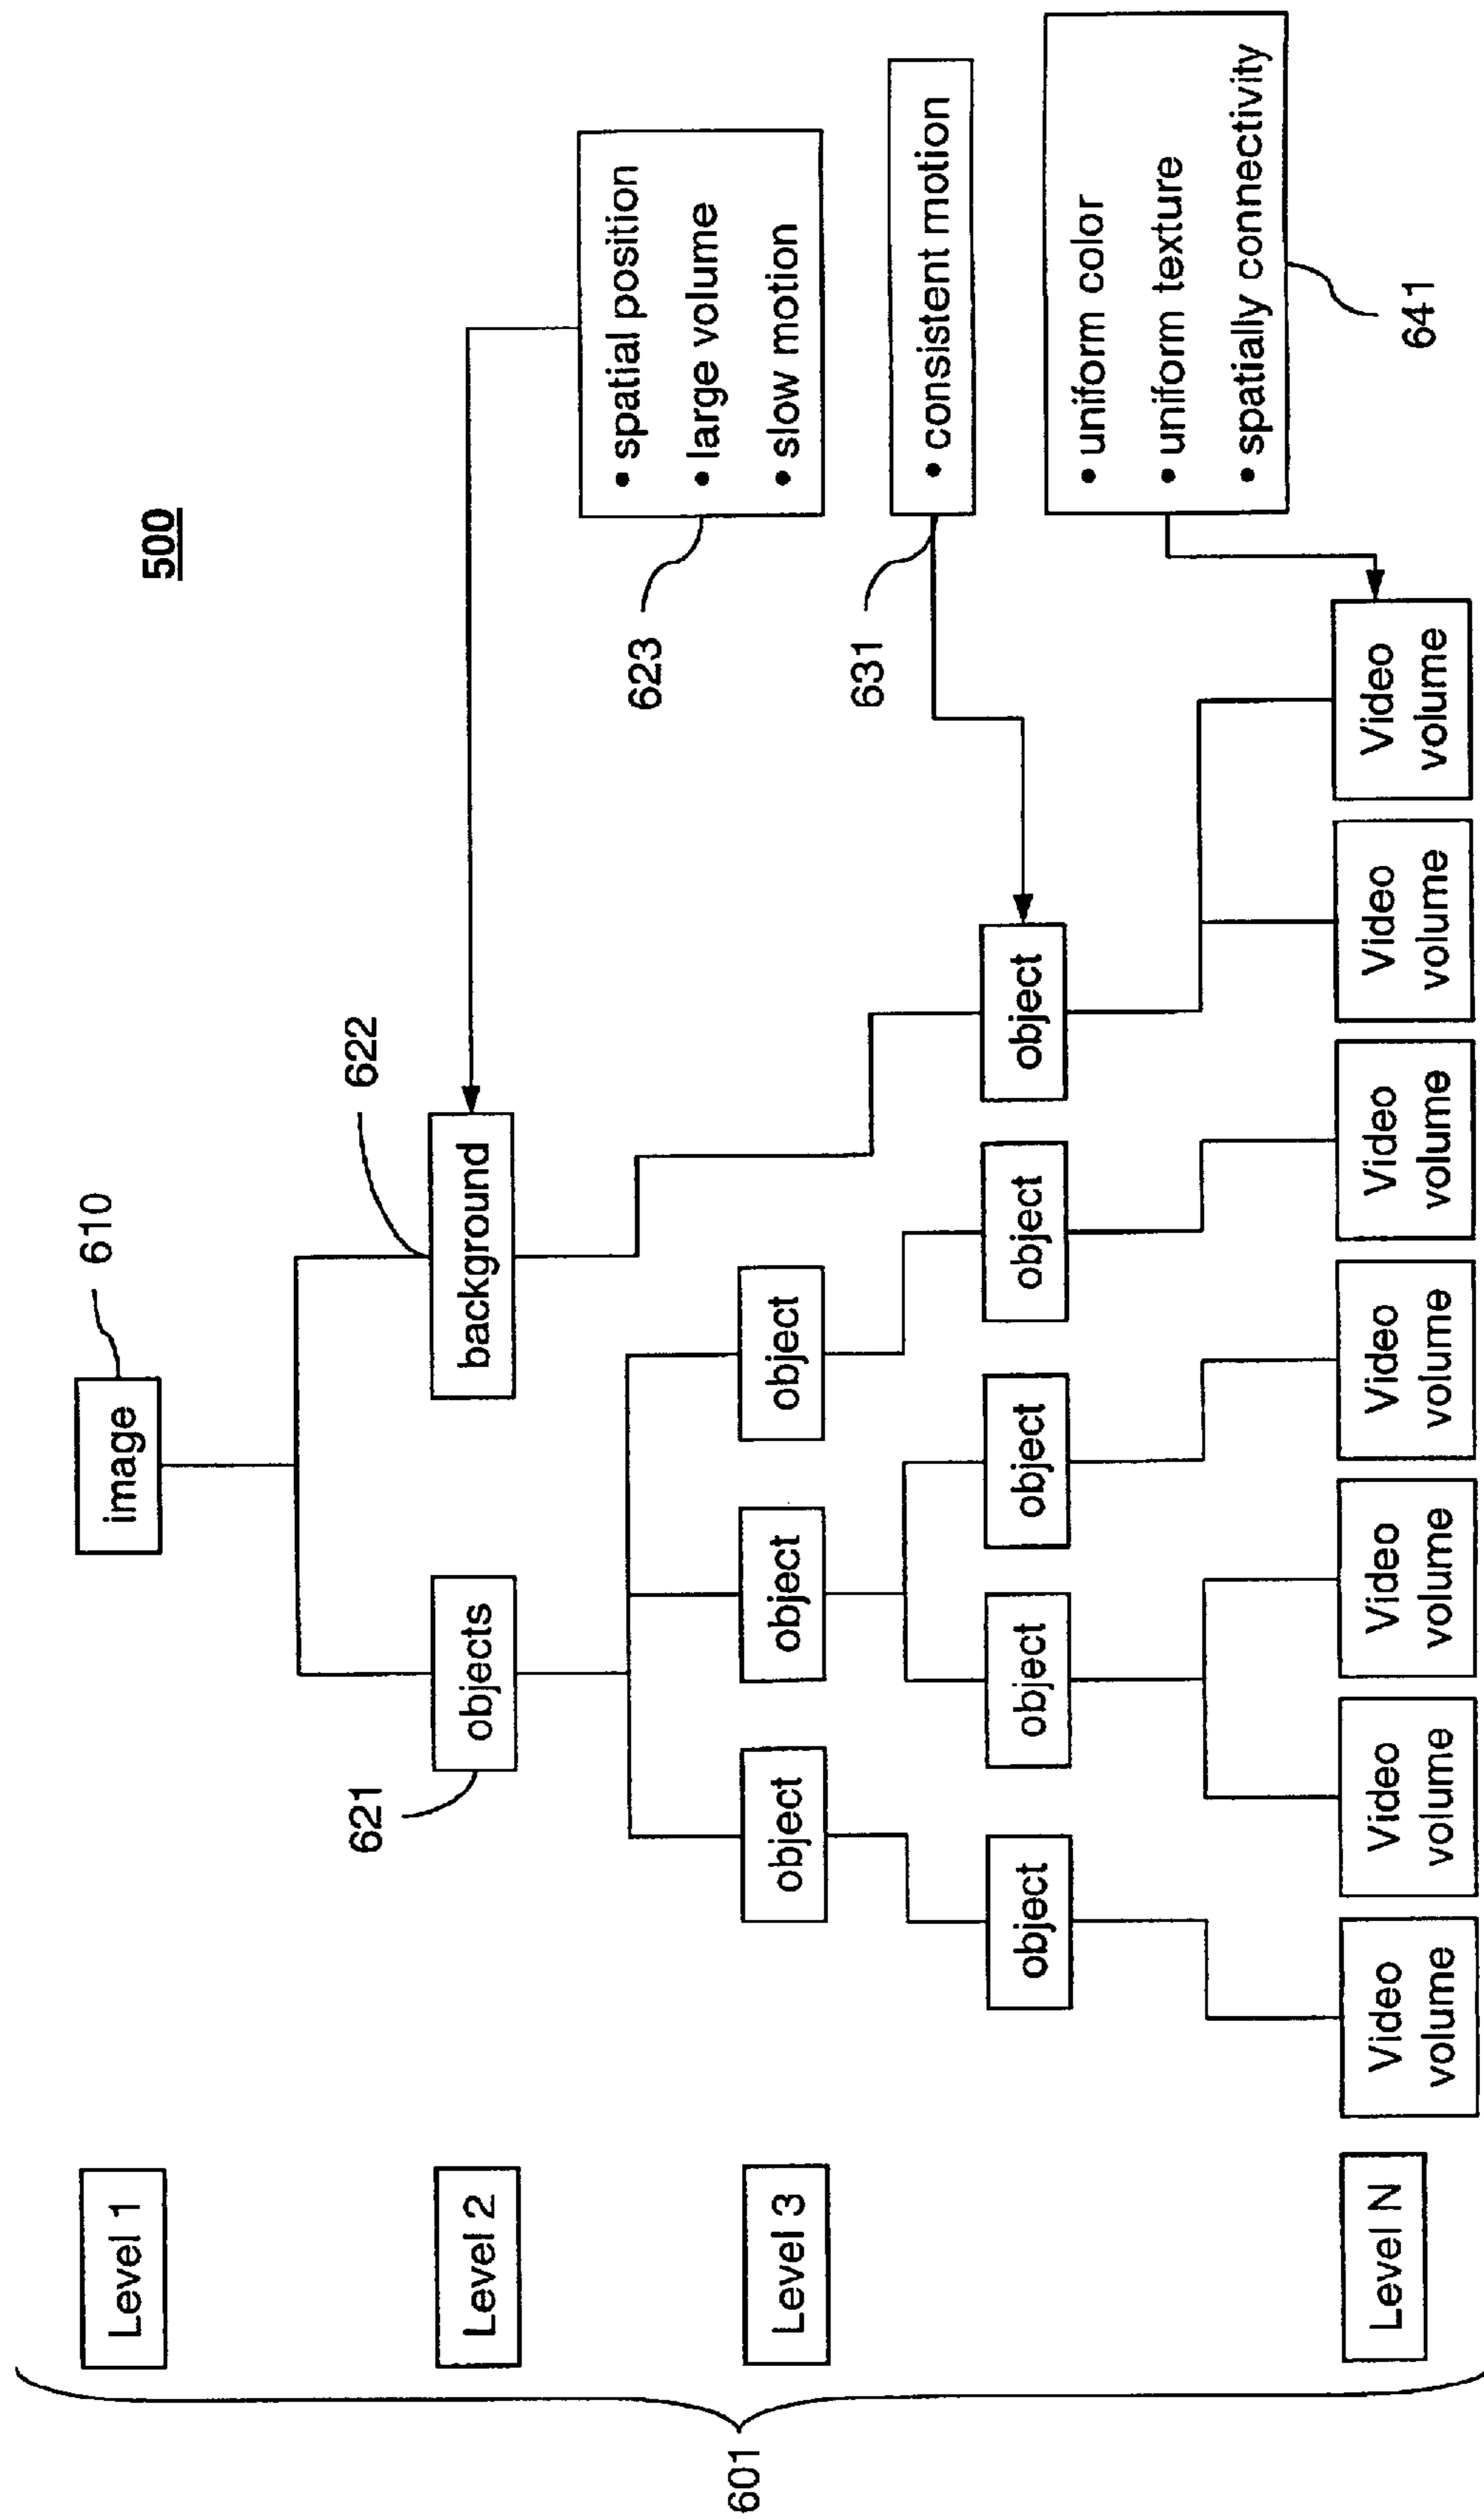 500
610
image
Level 1
621
622
objects
background
Level 2
623
• spatial position
• large volume
• slow motion
object
object
object
Level 3
601
631
• consistent motion
object
object
object
object
object
641
• uniform color
• uniform texture
• spatially connectivity
Level N
Video
volume
Video
volume
Video
volume
Video
volume
Video
volume
Video
volume
Video
volume